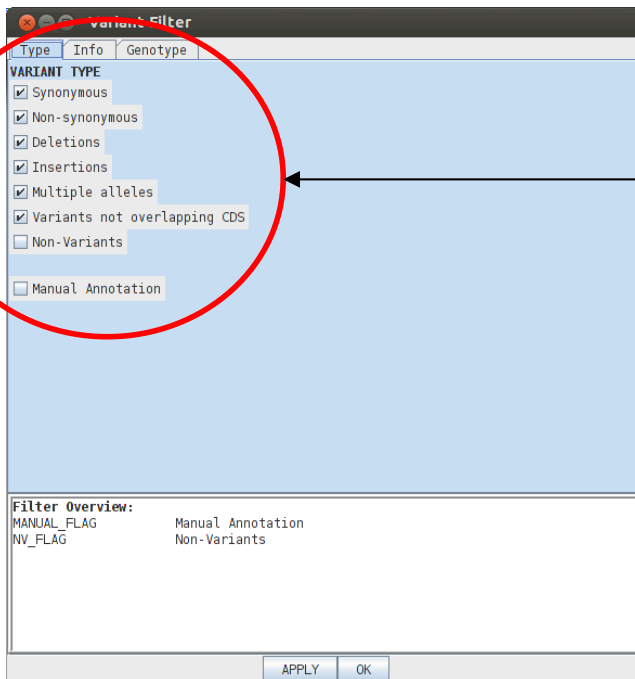 Variant Filter
Type Info Genotype
VARIANT TYPE
Synonymous
Non-synonymous
Deletions
Insertions
Multiple alleles
Variants not overlapping CDS
Non-Variants
Manual Annotation
Filter Overview:
MANUAL_FLAG Manual Annotation
NV_FLAG Non-Variants
APPLY OK